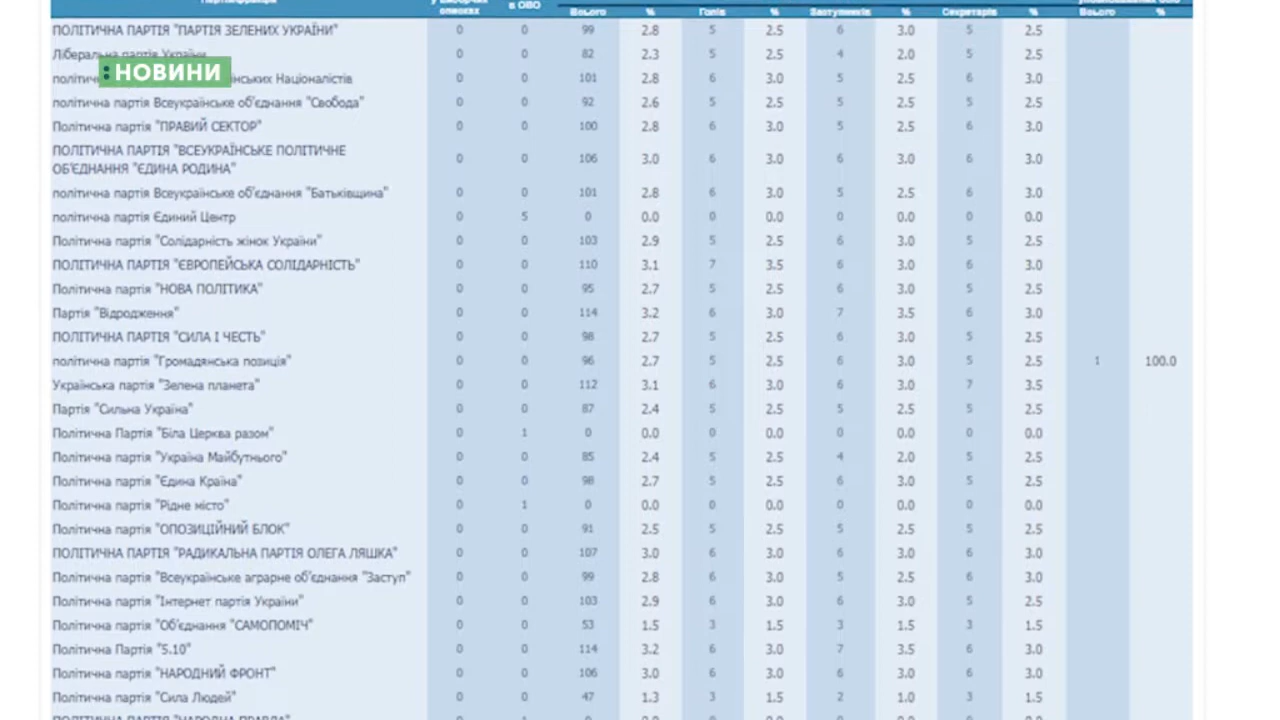 в ОВО
Всього % Голів % Заступників % Секретарів % Всього %
ПОЛІТИЧНА ПАРТІЯ "ПАРТІЯ ЗЕЛЕНИХ УКРАЇНИ" 0 0 99 2.8 5 2.5 6 3.0 5 2.5
Ліберальна партія України 0 0 82 2.3 5 2.5 4 2.0 5 2.5
НОВИНИ
Націоналістів 0 0 101 2.8 6 3.0 5 2.5 6 3.0
політична партія Всеукраїнське об'єднання "Свобода" 0 0 92 2.6 5 2.5 5 2.5 5 2.5
Політична партія "ПРАВИЙ СЕКТОР" 0 0 100 2.8 6 3.0 5 2.5 6 3.0
ПОЛІТИЧНА ПАРТІЯ "ВСЕУКРАЇНСЬКЕ ПОЛІТИЧНЕ
ОБ'ЄДНАННЯ "ЄДИНА РОДИНА" 0 0 106 3.0 6 3.0 6 3.0 6 3.0
політична партія Всеукраїнське об'єднання "Батьківщина" 0 0 101 2.8 6 3.0 5 2.5 6 3.0
політична партія Єдиний Центр 0 5 0 0.0 0 0.0 0 0.0 0 0.0
Політична партія "Солідарність жінок України" 0 0 103 2.9 5 2.5 6 3.0 5 2.5
ПОЛІТИЧНА ПАРТІЯ "ЄВРОПЕЙСЬКА СОЛІДАРНІСТЬ" 0 0 110 3.1 7 3.5 6 3.0 6 3.0
Політична партія "НОВА ПОЛІТИКА" 0 0 95 2.7 5 2.5 6 3.0 5 2.5
Партія "Відродження" 0 0 114 3.2 6 3.0 7 3.5 6 3.0
ПОЛІТИЧНА ПАРТІЯ "СИЛА І ЧЕСТЬ" 0 0 98 2.7 5 2.5 6 3.0 5 2.5
політична партія "Громадянська позиція" 0 0 96 2.7 5 2.5 6 3.0 5 2.5 1 100.0
Українська партія "Зелена планета" 0 0 112 3.1 6 3.0 6 3.0 7 3.5
Партія "Сильна Україна" 0 0 87 2.4 5 2.5 5 2.5 5 2.5
Політична Партія "Біла Церква разом" 0 1 0 0.0 0 0.0 0 0.0 0 0.0
Політична партія "Україна Майбутнього" 0 0 85 2.4 5 2.5 4 2.0 5 2.5
Політична партія "Єдина Країна" 0 0 98 2.7 5 2.5 6 3.0 5 2.5
Політична партія "Рідне місто" 0 1 0 0.0 0 0.0 0 0.0 0 0.0
Політична партія "ОПОЗИЦІЙНИЙ БЛОК" 0 0 91 2.5 5 2.5 5 2.5 5 2.5
ПОЛІТИЧНА ПАРТІЯ "РАДИКАЛЬНА ПАРТІЯ ОЛЕГА ЛЯШКА" 0 0 107 3.0 6 3.0 6 3.0 6 3.0
Політична партія "Всеукраїнське аграрне об'єднання "Заступ" 0 0 99 2.8 6 3.0 5 2.5 6 3.0
Політична партія "Інтернет партія України" 0 0 103 2.9 6 3.0 6 3.0 5 2.5
Політична партія "Об'єднання "САМОПОМІЧ" 0 0 53 1.5 3 1.5 3 1.5 3 1.5
Політична Партія "5.10" 0 0 114 3.2 6 3.0 7 3.5 6 3.0
Політична партія "НАРОДНИЙ ФРОНТ" 0 0 106 3.0 6 3.0 6 3.0 6 3.0
Політична партія "Сила Людей" 0 0 47 1.3 3 1.5 2 1.0 3 1.5